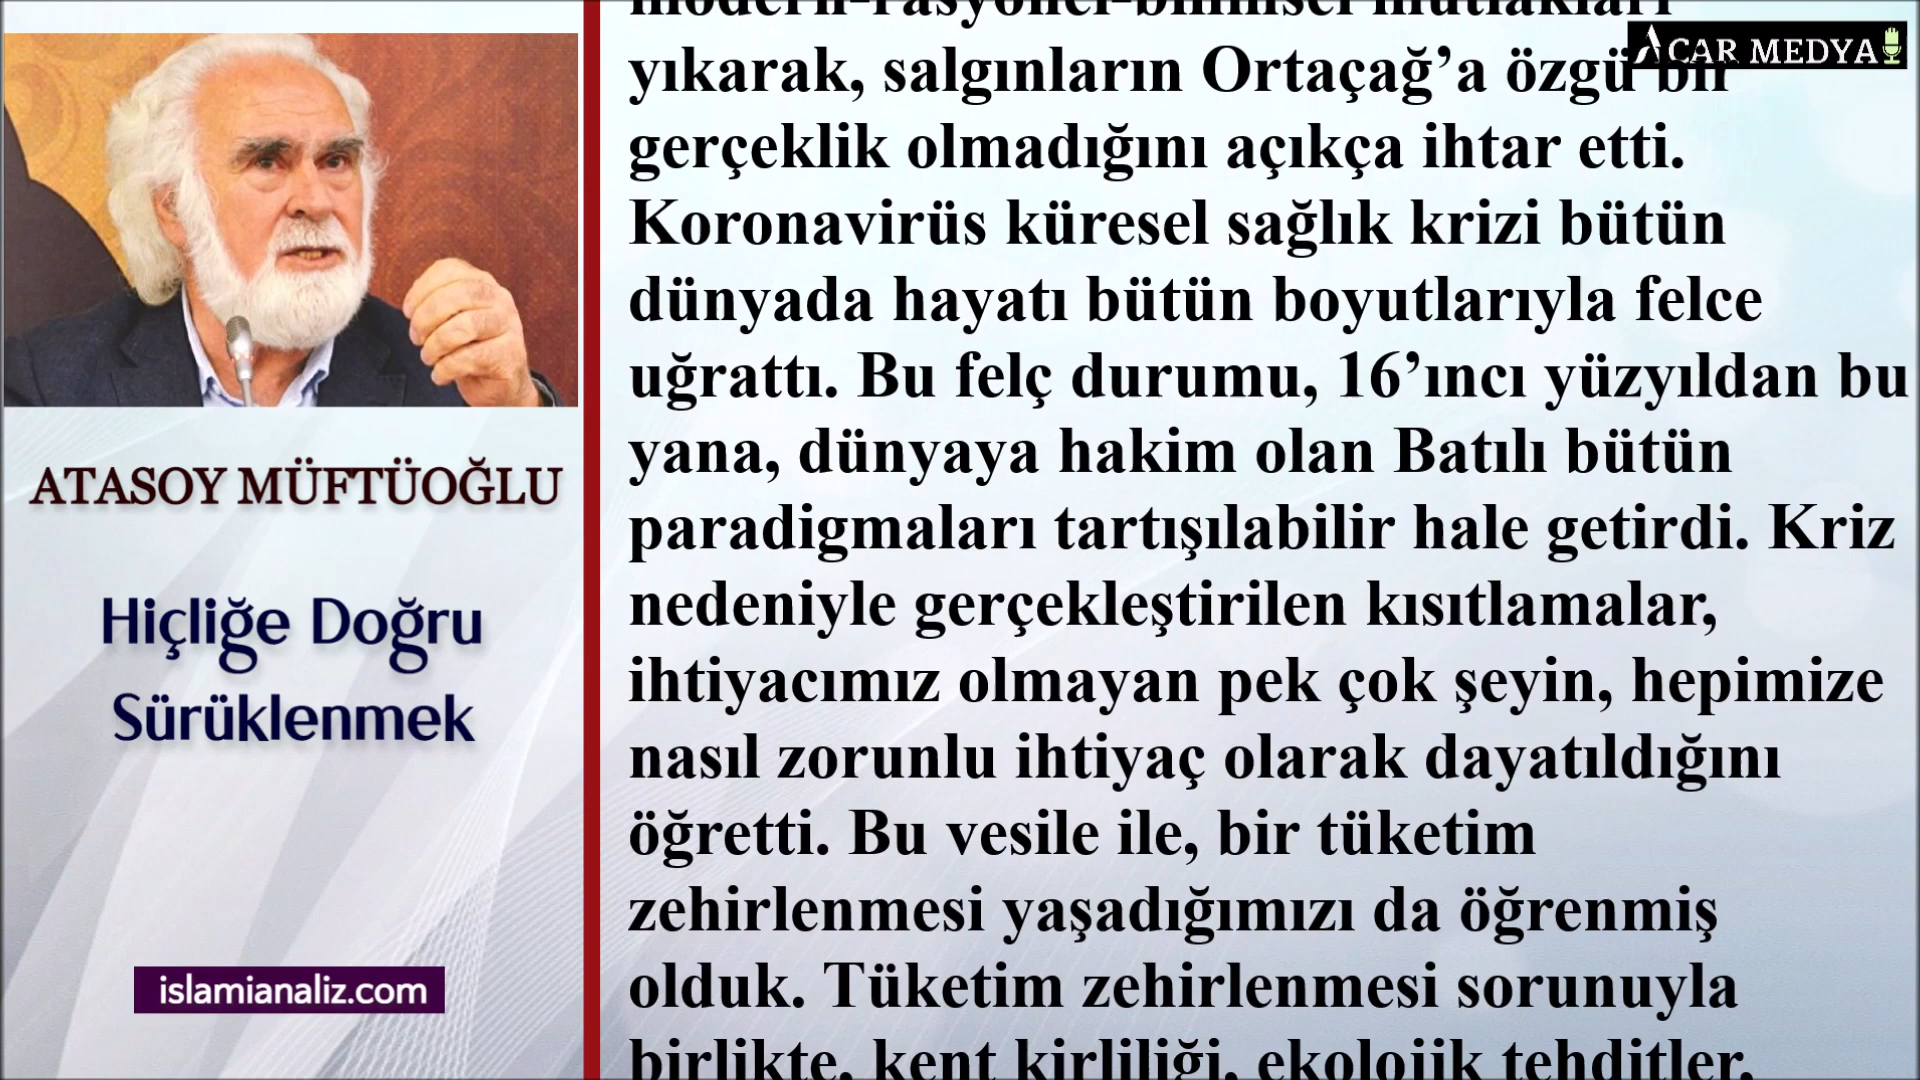 ATASOY MÜFTÜOĞLU
Hiçliğe Doğru
Sürüklenmek
islamianaliz.com
ACAR MEDYA
modern-rasyonel-bilimsel mutlakları
yıkarak, salgınların Ortaçağ’a özgü bir
gerçeklik olmadığını açıkça ihtar etti.
Koronavirüs küresel sağlık krizi bütün
dünyada hayatı bütün boyutlarıyla felce
uğrattı. Bu felç durumu, 16’ıncı yüzyıldan bu
yana, dünyaya hakim olan Batılı bütün
paradigmaları tartışılabilir hale getirdi. Kriz
nedeniyle gerçekleştirilen kısıtlamalar,
ihtiyacımız olmayan pek çok şeyin, hepimize
nasıl zorunlu ihtiyaç olarak dayatıldığını
öğretti. Bu vesile ile, bir tüketim
zehirlenmesi yaşadığımızı da öğrenmiş
olduk. Tüketim zehirlenmesi sorunuyla
birlikte, kent kirliliği, ekolojik tehditler,